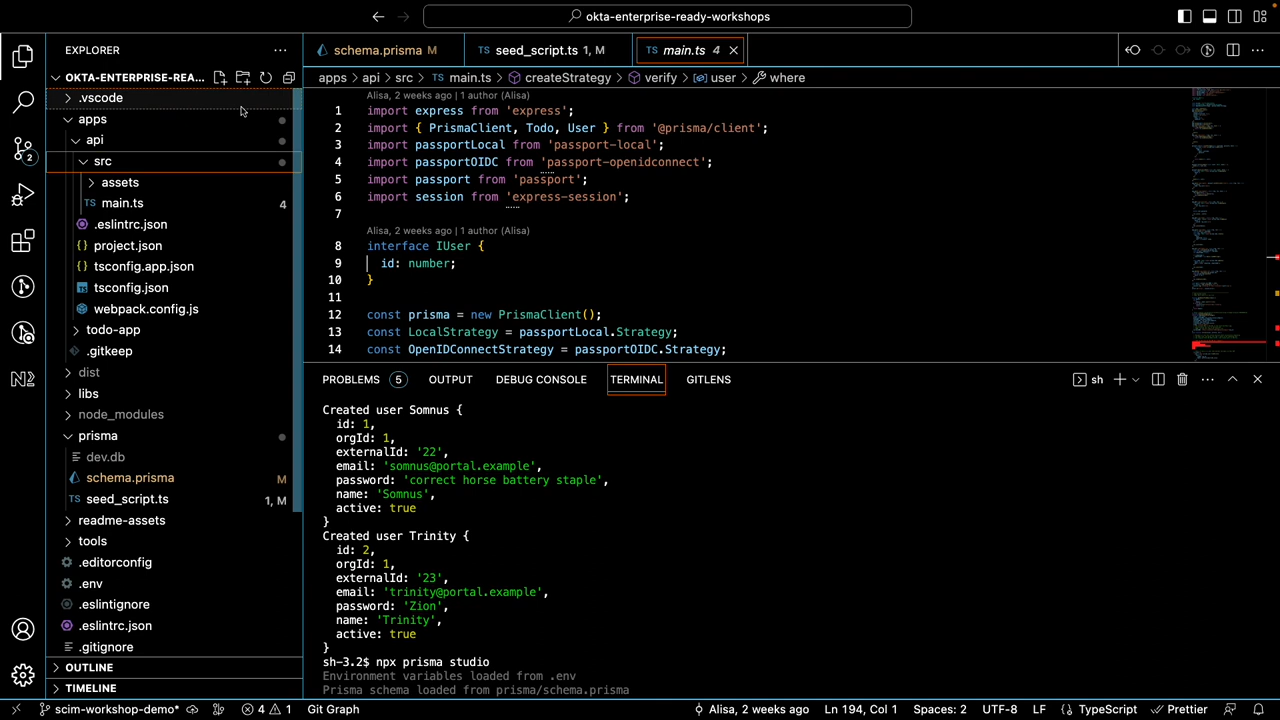 okta-enterprise-ready-workshops
EXPLORER
OKTA-ENTERPRISE-REA...
.vscode
apps
api
src
assets
TS main.ts 4
.eslintrc.json
{} project.json
{} tsconfig.app.json
TS tsconfig.json
webpack.config.js
todo-app
.gitkeep
dist
libs
node_modules
prisma
dev.db
schema.prisma M
TS seed_script.ts 1, M
readme-assets
tools
.editorconfig
.env
.eslintignore
.eslintrc.json
.gitignore
OUTLINE
TIMELINE
schema.prisma M
TS seed_script.ts 1, M
TS main.ts 4
apps > api > src > TS main.ts > createStrategy > verify > user > where
Alisa, 2 weeks ago | 1 author (Alisa)
1 import express from 'express';
2 import { PrismaClient, Todo, User } from '@prisma/client';
3 import passportLocal from 'passport-local';
4 import passportOIDC from 'passport-openidconnect';
5 import passport from 'passport';
6 import session from 'express-session';
7
Alisa, 2 weeks ago | 1 author (Alisa)
8 interface IUser {
9 id: number;
10 }
11
12 const prisma = new PrismaClient();
13 const LocalStrategy = passportLocal.Strategy;
14 const OpenIDConnectStrategy = passportOIDC.Strategy;
PROBLEMS 5 OUTPUT DEBUG CONSOLE TERMINAL GITLENS
sh
Created user Somnus {
id: 1,
orgId: 1,
externalId: '22',
email: 'somnus@portal.example',
password: 'correct horse battery staple',
name: 'Somnus',
active: true
}
Created user Trinity {
id: 2,
orgId: 1,
externalId: '23',
email: 'trinity@portal.example',
password: 'Zion',
name: 'Trinity',
active: true
}
sh-3.2$ npx prisma studio
Environment variables loaded from .env
Prisma schema loaded from prisma/schema.prisma
2
scim-workshop-demo* 4 1 Git Graph Alisa, 2 weeks ago Ln 194, Col 1 Spaces: 2 UTF-8 LF {} TypeScript Prettier